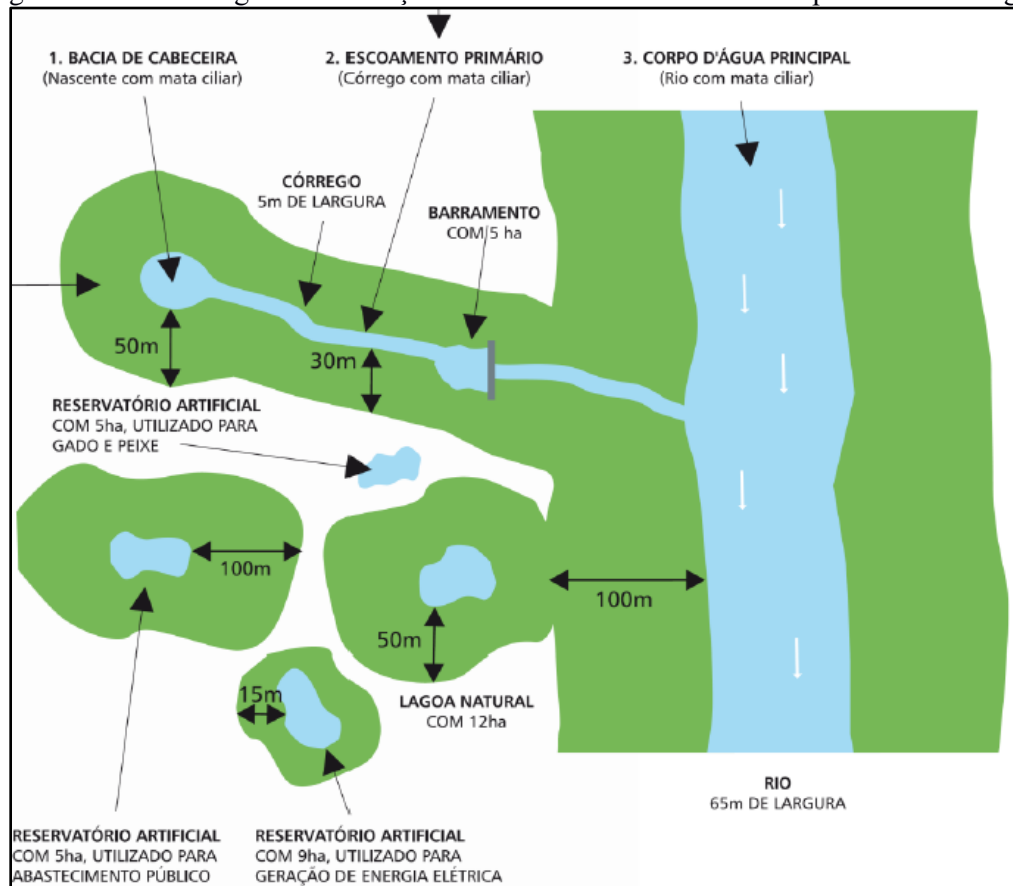 1. BACIA DE CABECEIRA
(Nascente com mata ciliar)
2. ESCOAMENTO PRIMÁRIO
(Córrego com mata ciliar)
3. CORPO D'ÁGUA PRINCIPAL
(Rio com mata ciliar)
CÓRREGO
5m DE LARGURA
BARRAMENTO
COM 5 ha
50m
30m
RESERVATÓRIO ARTIFICIAL
COM 5ha, UTILIZADO PARA
GADO E PEIXE
100m
100m
50m
15m
LAGOA NATURAL
COM 12ha
RIO
65m DE LARGURA
RESERVATÓRIO ARTIFICIAL
COM 5ha, UTILIZADO PARA
ABASTECIMENTO PÚBLICO
RESERVATÓRIO ARTIFICIAL
COM 9ha, UTILIZADO PARA
GERAÇÃO DE ENERGIA ELÉTRICA